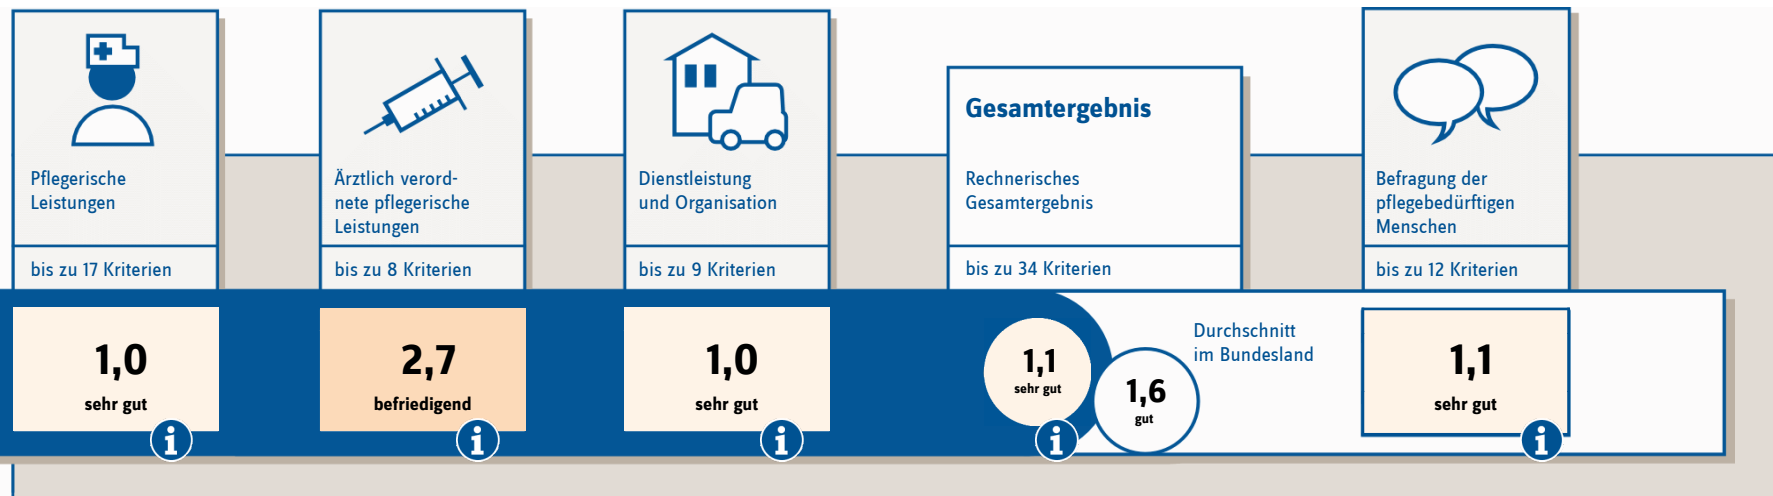 Pflegerische
Leistungen
bis zu 17 Kriterien
1,0
sehr gut
i
Ärztlich verord-
nete pflegerische
Leistungen
bis zu 8 Kriterien
2,7
befriedigend
i
Dienstleistung
und Organisation
bis zu 9 Kriterien
1,0
sehr gut
i
Gesamtergebnis
Rechnerisches
Gesamtergebnis
bis zu 34 Kriterien
1,1
sehr gut
i
Durchschnitt
im Bundesland
1,6
gut
Befragung der
pflegebedürftigen
Menschen
bis zu 12 Kriterien
1,1
sehr gut
i